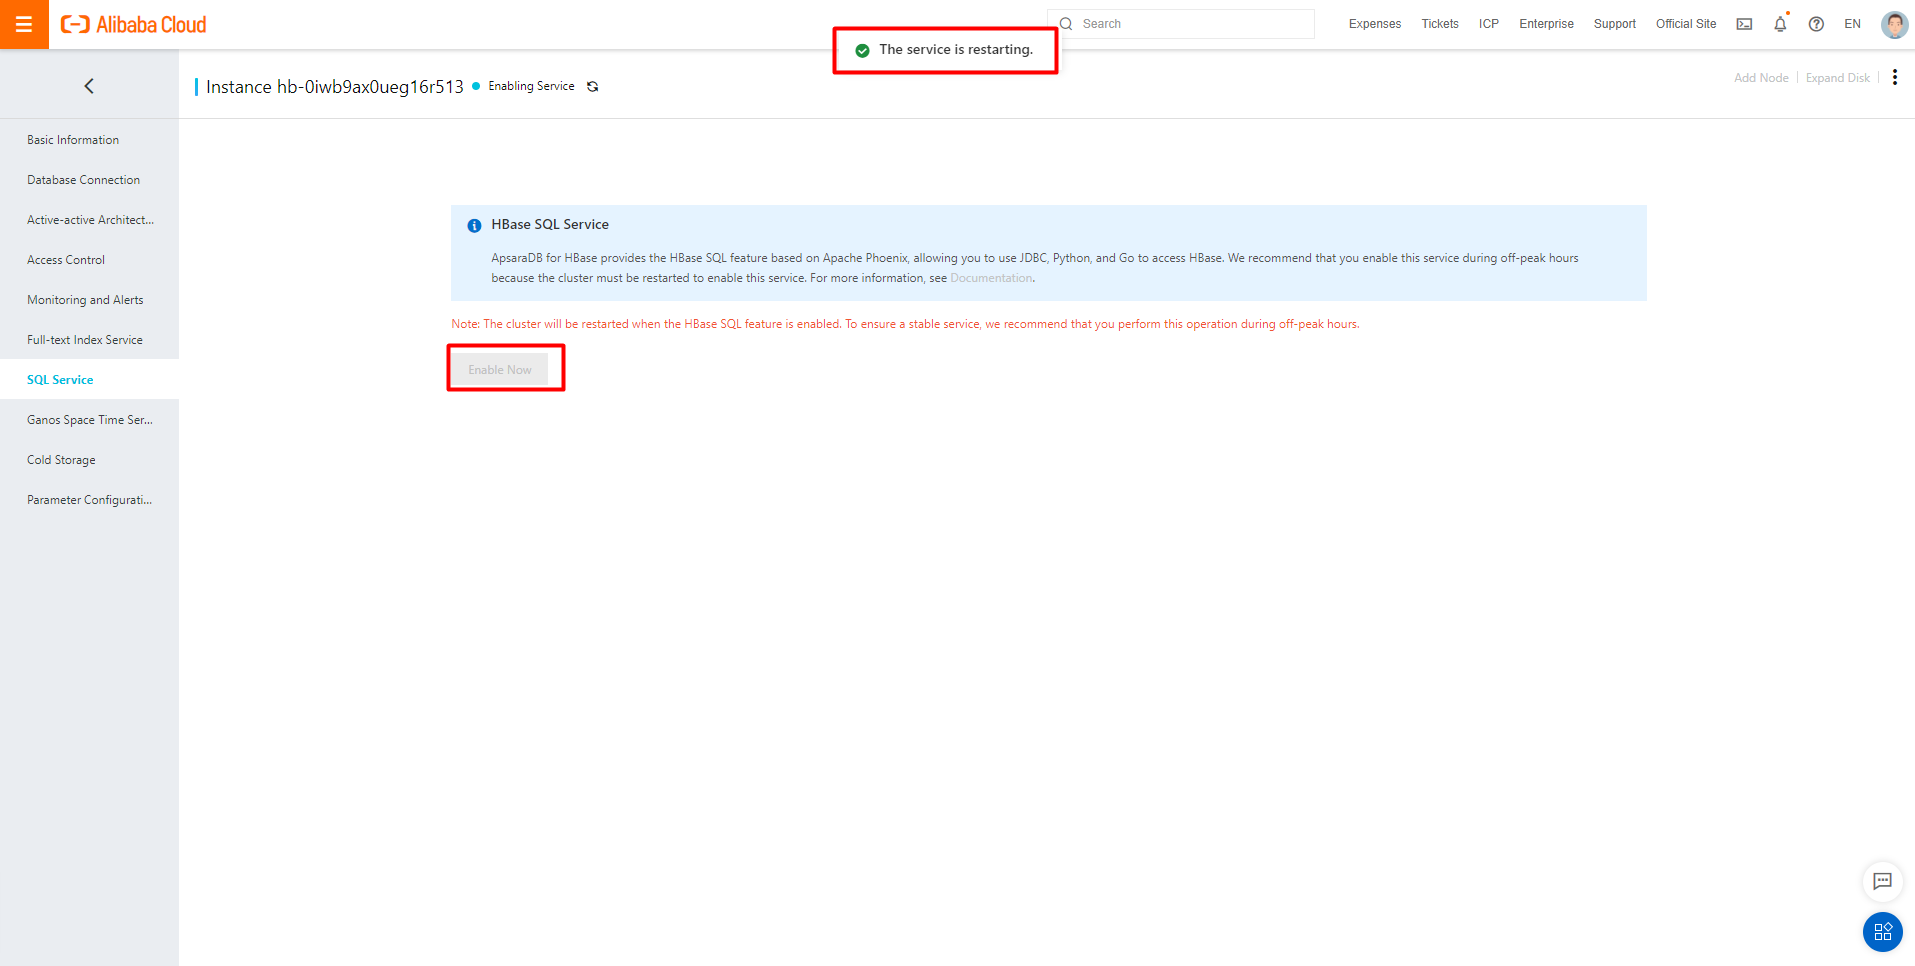 Alibaba Cloud
Search
Expenses
Tickets
ICP
Enterprise
Support
Official Site
EN
The service is restarting.
Instance hb-0iwb9ax0ueg16r513
Enabling Service
Add Node
Expand Disk
Basic Information
Database Connection
Active-active Architect...
Access Control
Monitoring and Alerts
Full-text Index Service
SQL Service
Ganos Space Time Ser...
Cold Storage
Parameter Configurati...
HBase SQL Service
ApsaraDB for HBase provides the HBase SQL feature based on Apache Phoenix, allowing you to use JDBC, Python, and Go to access HBase. We recommend that you enable this service during off-peak hours
because the cluster must be restarted to enable this service. For more information, see Documentation.
Note: The cluster will be restarted when the HBase SQL feature is enabled. To ensure a stable service, we recommend that you perform this operation during off-peak hours.
Enable Now